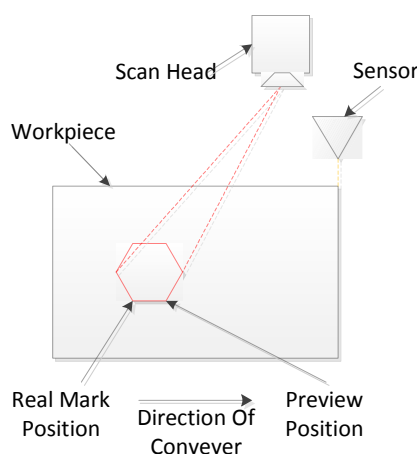 Scan Head
Sensor
Workpiece
Real Mark
Position
Direction Of
Conveyer
Preview
Position